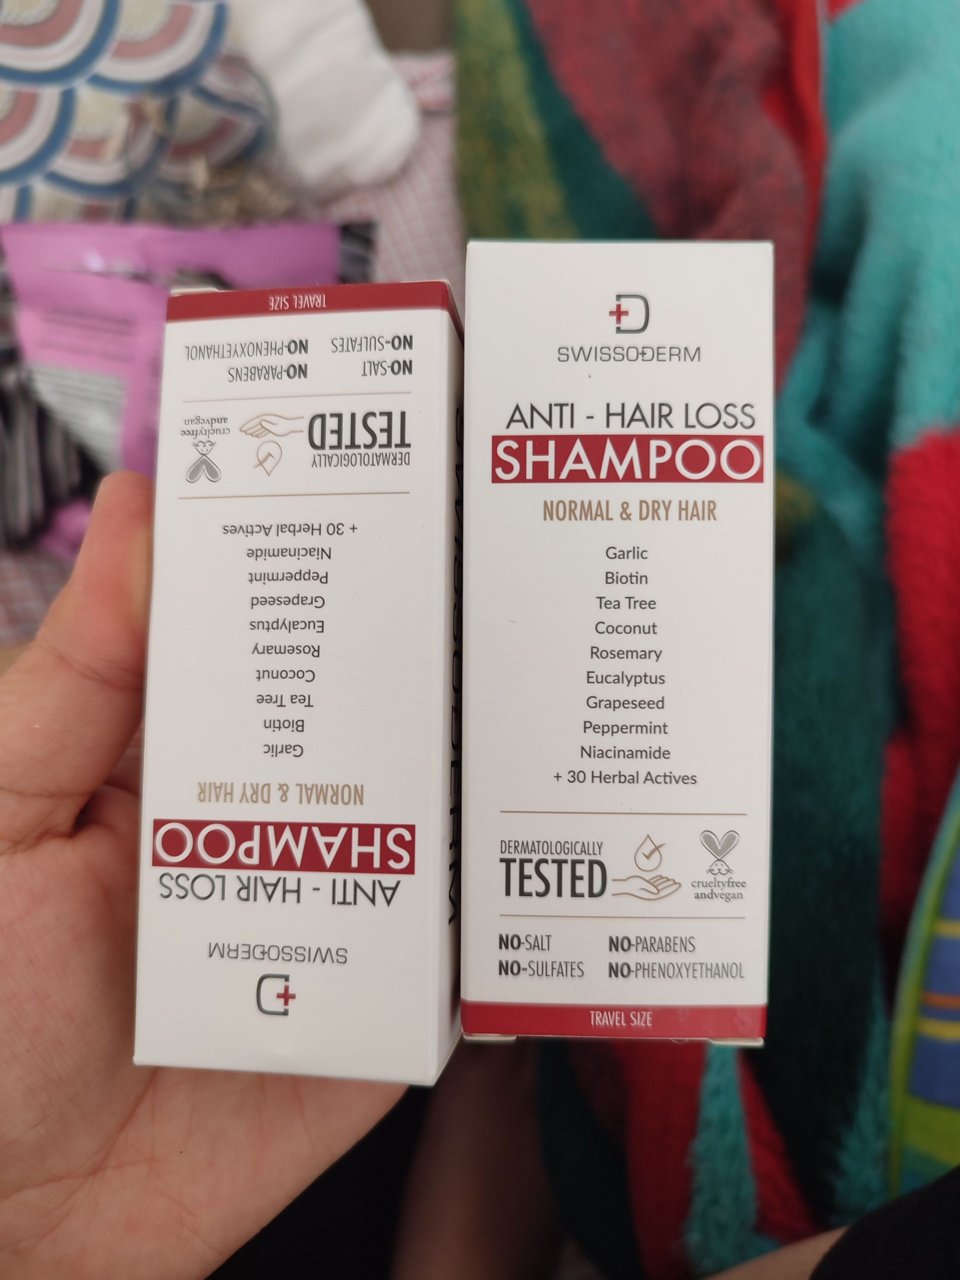 SWISSODERM
ANTI - HAIR LOSS
SHAMPOO
NORMAL & DRY HAIR
Garlic
Biotin
Tea Tree
Coconut
Rosemary
Eucalyptus
Grapeseed
Peppermint
Niacinamide
+ 30 Herbal Actives
DERMATOLOGICALLY
TESTED
crueltyfree
andvegan
NO-SALT
NO-PARABENS
NO-SULFATES
NO-PHENOXYETHANOL
TRAVEL SIZE
SWISSODERM
ANTI - HAIR LOSS
SHAMPOO
NORMAL & DRY HAIR
Garlic
Biotin
Tea Tree
Coconut
Rosemary
Eucalyptus
Grapeseed
Peppermint
Niacinamide
+ 30 Herbal Actives
DERMATOLOGICALLY
TESTED
crueltyfree
andvegan
NO-SALT
NO-PARABENS
NO-SULFATES
NO-PHENOXYETHANOL
TRAVEL SIZE
SWISSODERM